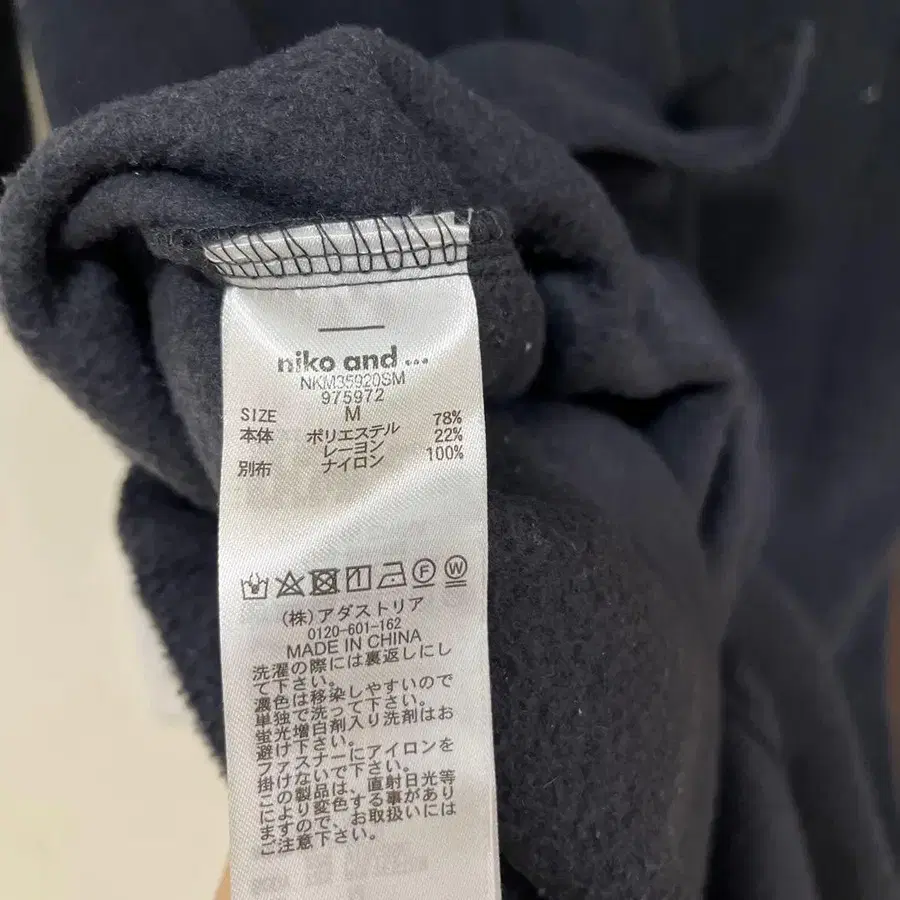 niko and ...
NKM35920SM
975972
SIZE M
本体 ポリエステル 78%
レーヨン 22%
別布 ナイロン 100%
F W
(株)アダストリア
0120-601-162
MADE IN CHINA
洗濯の際には裏返しにし
て下さい。
濃色は移染しやすいので
単独で洗って下さい。
蛍光増白剤入り洗剤はお
避け下さい。
ファスナーにアイロンを
掛けないで下さい。
この製品は、直射日光等
により変色する事があり
ますので、お取扱いには
ご注意下さい。